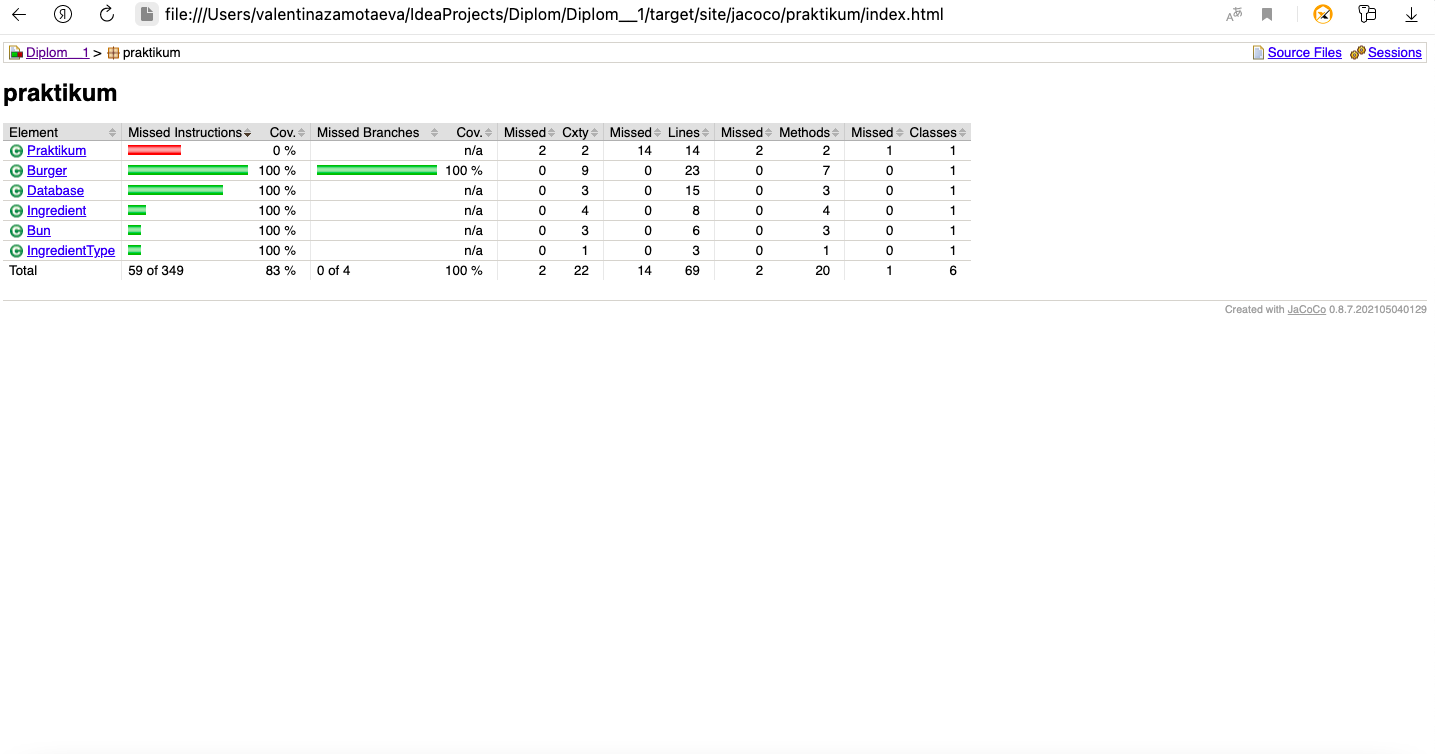 file:///Users/valentinazamotaeva/IdeaProjects/Diplom/Diplom__1/target/site/jacoco/praktikum/index.html
Diplom__1 > praktikum Source Files Sessions
praktikum
Element Missed Instructions Cov. Missed Branches Cov. Missed Cxty Missed Lines Missed Methods Missed Classes
Praktikum 0 % n/a 2 2 14 14 2 2 1 1
Burger 100 % 100 % 0 9 0 23 0 7 0 1
Database 100 % n/a 0 3 0 15 0 3 0 1
Ingredient 100 % n/a 0 4 0 8 0 4 0 1
Bun 100 % n/a 0 3 0 6 0 3 0 1
IngredientType 100 % n/a 0 1 0 3 0 1 0 1
Total 59 of 349 83 % 0 of 4 100 % 2 22 14 69 2 20 1 6
Created with JaCoCo 0.8.7.202105040129